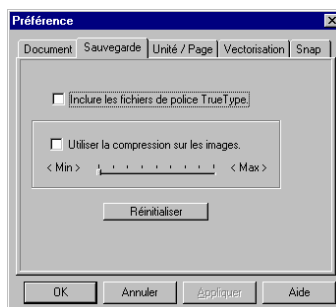 Préférence
Document Sauvegarde Unité / Page Vectorisation Snap
Inclure les fichiers de police TrueType.
Utiliser la compression sur les images.
< Min > < Max >
Réinitialiser
OK Annuler Appliquer Aide